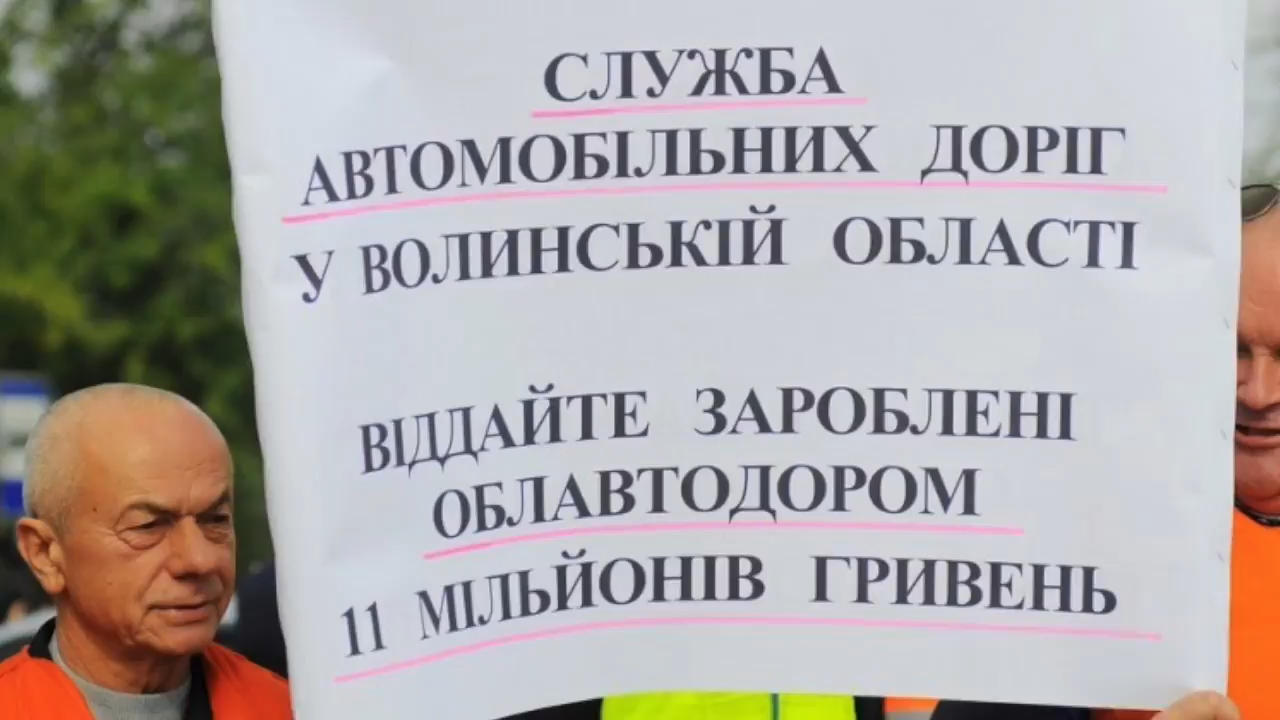 СЛУЖБА
АВТОМОБІЛЬНИХ ДОРІГ
У ВОЛИНСЬКІЙ ОБЛАСТІ
ВІДДАЙТЕ ЗАРОБЛЕНІ
ОБЛАВТОДОРОМ
11 МІЛЬЙОНІВ ГРИВЕНЬ